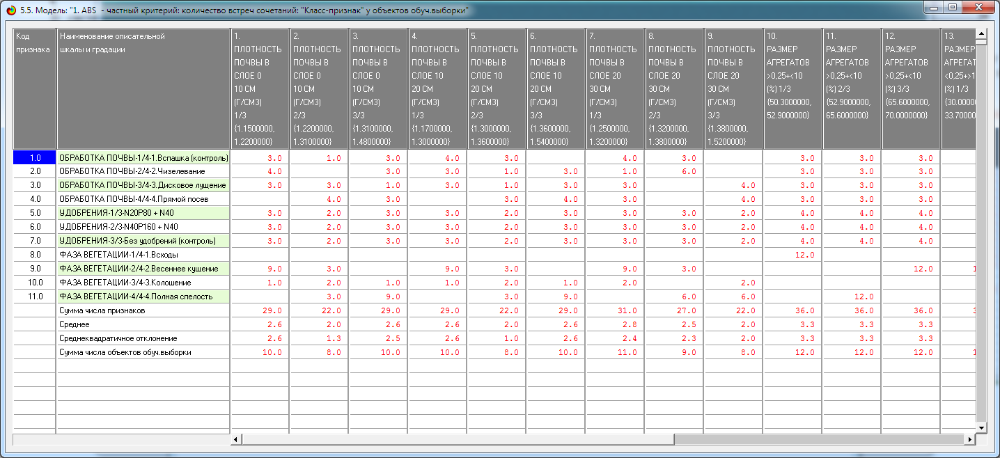 5.5. Модель: "1. ABS - частный критерий: количество встреч сочетаний: "Класс-признак" у объектов обуч.выборки"
Код признака | Наименование описательной шкалы и градации | 1. ПЛОТНОСТЬ ПОЧВЫ В СЛОЕ 0 10 СМ (Г/СМ3) 1/3 {1.1500000, 1.2200000} | 2. ПЛОТНОСТЬ ПОЧВЫ В СЛОЕ 0 10 СМ (Г/СМ3) 2/3 {1.2200000, 1.3100000} | 3. ПЛОТНОСТЬ ПОЧВЫ В СЛОЕ 0 10 СМ (Г/СМ3) 3/3 {1.3100000, 1.4800000} | 4. ПЛОТНОСТЬ ПОЧВЫ В СЛОЕ 10 20 СМ (Г/СМ3) 1/3 {1.1700000, 1.3000000} | 5. ПЛОТНОСТЬ ПОЧВЫ В СЛОЕ 10 20 СМ (Г/СМ3) 2/3 {1.3000000, 1.3600000} | 6. ПЛОТНОСТЬ ПОЧВЫ В СЛОЕ 10 20 СМ (Г/СМ3) 3/3 {1.3600000, 1.5400000} | 7. ПЛОТНОСТЬ ПОЧВЫ В СЛОЕ 20 30 СМ (Г/СМ3) 1/3 {1.2500000, 1.3200000} | 8. ПЛОТНОСТЬ ПОЧВЫ В СЛОЕ 20 30 СМ (Г/СМ3) 2/3 {1.3200000, 1.3800000} | 9. ПЛОТНОСТЬ ПОЧВЫ В СЛОЕ 20 30 СМ (Г/СМ3) 3/3 {1.3800000, 1.5200000} | 10. РАЗМЕР АГРЕГАТОВ >0,25+<10 (%) 1/3 {50.3000000, 52.9000000} | 11. РАЗМЕР АГРЕГАТОВ >0,25+<10 (%) 2/3 {52.9000000, 65.6000000} | 12. РАЗМЕР АГРЕГАТОВ >0,25+<10 (%) 3/3 {65.6000000, 70.0000000} | 13. РАЗМЕР (%) 1/3
1.0 ОБРАБОТКА ПОЧВЫ-1/4-1.Вспашка (контроль) 3.0 1.0 3.0 4.0 3.0 4.0 3.0 3.0 3.0 3.0
2.0 ОБРАБОТКА ПОЧВЫ-2/4-2.Чизелевание 4.0 3.0 3.0 1.0 3.0 1.0 6.0 3.0 3.0 3.0
3.0 ОБРАБОТКА ПОЧВЫ-3/4-3.Дисковое лущение 3.0 3.0 1.0 3.0 1.0 3.0 3.0 4.0 3.0 3.0 3.0
4.0 ОБРАБОТКА ПОЧВЫ-4/4-4.Прямой посев 4.0 3.0 3.0 4.0 3.0 4.0 3.0 3.0 3.0
5.0 УДОБРЕНИЯ-1/3-N20P80 + N40 3.0 2.0 3.0 3.0 2.0 3.0 3.0 3.0 2.0 4.0 4.0 4.0
6.0 УДОБРЕНИЯ-2/3-N40P160 + N40 3.0 2.0 3.0 3.0 2.0 3.0 3.0 3.0 2.0 4.0 4.0 4.0
7.0 УДОБРЕНИЯ-3/3-Без удобрений (контроль) 3.0 2.0 3.0 3.0 2.0 3.0 3.0 3.0 2.0 4.0 4.0 4.0
8.0 ФАЗА ВЕГЕТАЦИИ-1/4-1.Всходы 12.0
9.0 ФАЗА ВЕГЕТАЦИИ-2/4-2.Весеннее кущение 9.0 3.0 9.0 3.0 9.0 3.0 12.0
10.0 ФАЗА ВЕГЕТАЦИИ-3/4-3.Колошение 1.0 2.0 1.0 1.0 2.0 1.0 2.0 2.0
11.0 ФАЗА ВЕГЕТАЦИИ-4/4-4.Полная спелость 3.0 9.0 3.0 9.0 6.0 6.0 12.0
Сумма числа признаков 29.0 22.0 29.0 29.0 22.0 29.0 31.0 27.0 22.0 36.0 36.0 36.0
Среднее 2.6 2.0 2.6 2.6 2.0 2.6 2.8 2.5 2.0 3.3 3.3 3.3
Среднеквадратичное отклонение 2.6 1.3 2.5 2.6 1.0 2.6 2.4 2.3 2.0 3.3 3.3 3.3
Сумма числа объектов обуч.выборки 10.0 8.0 10.0 10.0 8.0 10.0 11.0 9.0 8.0 12.0 12.0 12.0